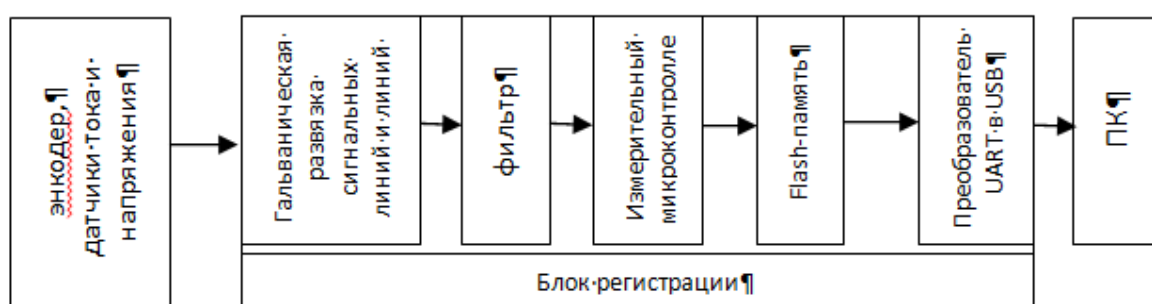 энкодер,¶
датчики·тока·и·
напряжения¶
Гальваническая·
развязка·
сигнальных·
линий·и·линий·
фильтр¶
Измерительный·
микроконтролле
Flash-память¶
Преобразователь·
UART·в·USB¶
ПК¶
Блок·регистрации¶